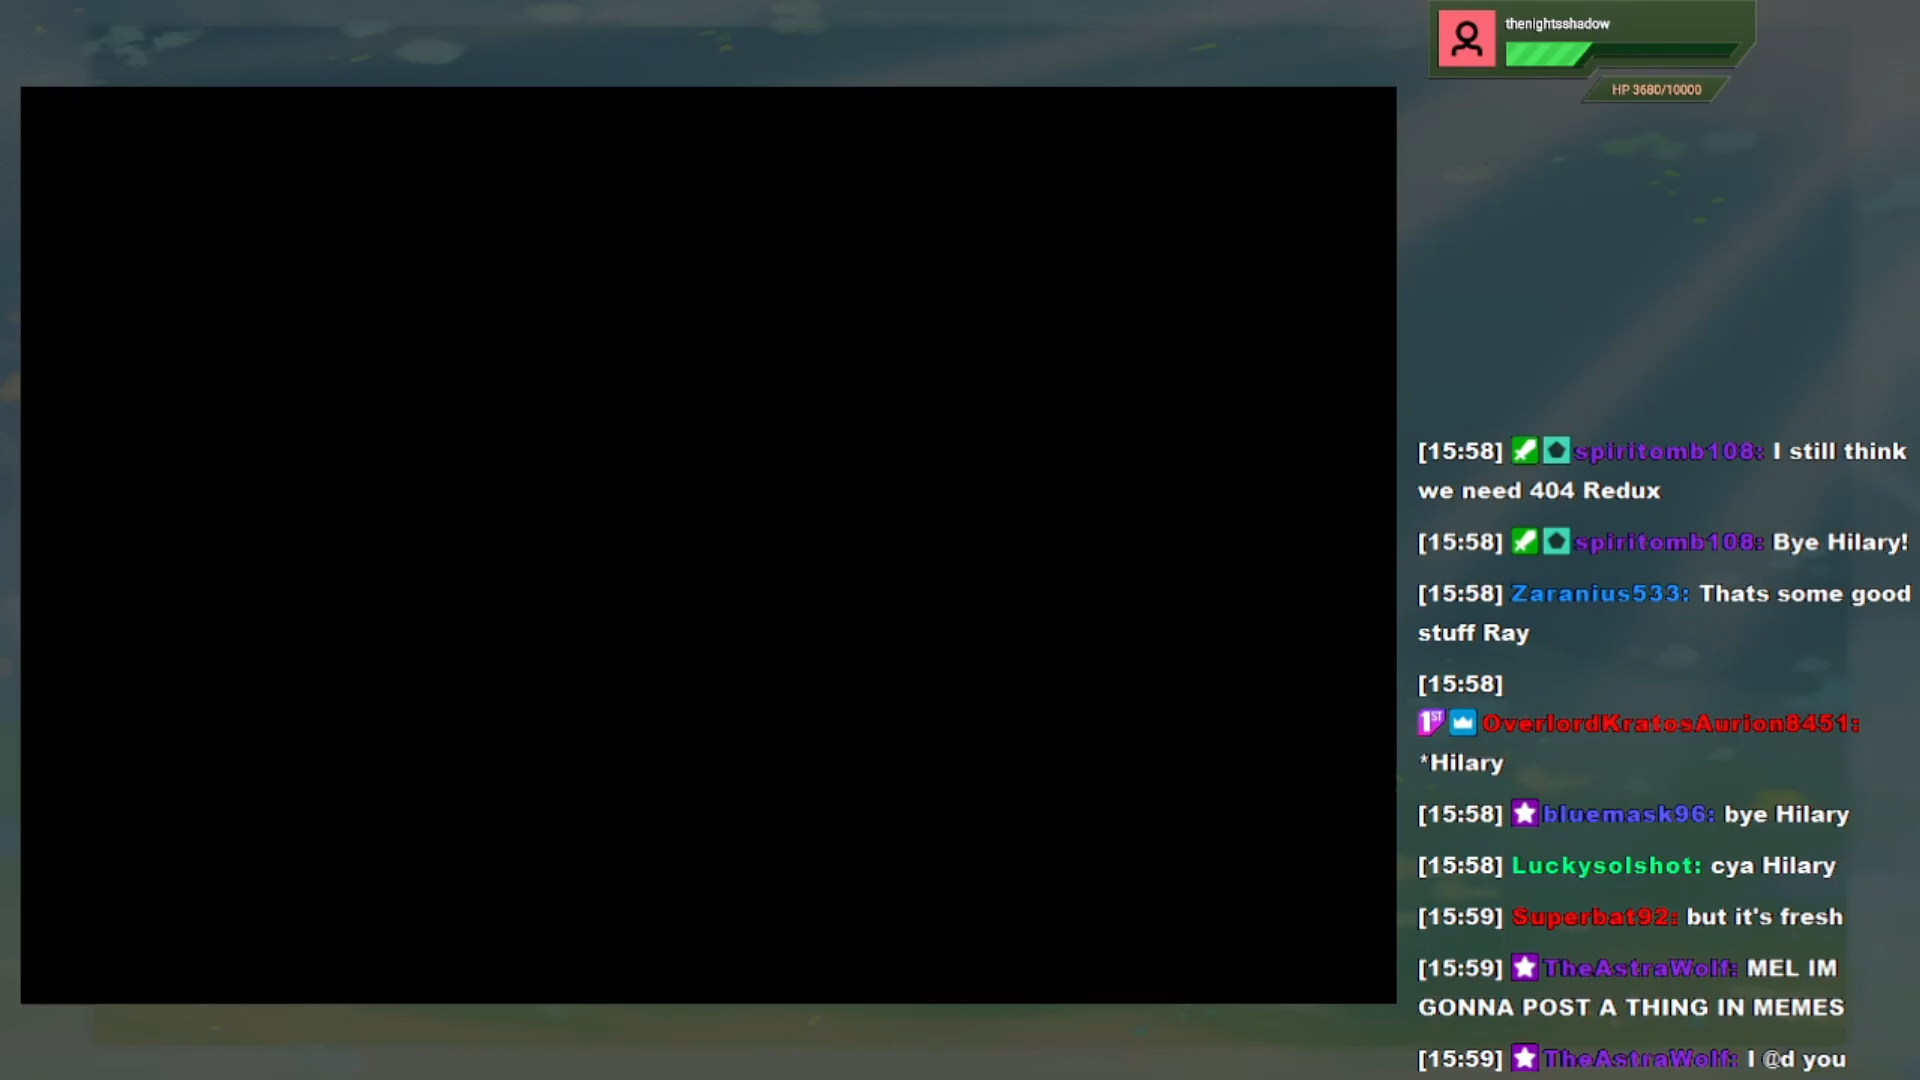 thenightsshadow
HP 3680/10000
[15:58] spiritomb108: I still think
we need 404 Redux
[15:58] spiritomb108: Bye Hilary!
[15:58] Zaranius533: Thats some good
stuff Ray
[15:58]
1ST OverlordKratosAurion8451:
*Hilary
[15:58] bluemask96: bye Hilary
[15:58] Luckysolshot: cya Hilary
[15:59] Superbat92: but it's fresh
[15:59] TheAstraWolf: MEL IM
GONNA POST A THING IN MEMES
[15:59] TheAstraWolf: I @d you